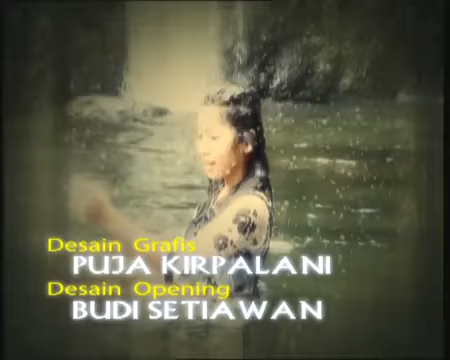 Desain Grafis
PUJA KIRPALANI
Desain Opening
BUDI SETIAWAN